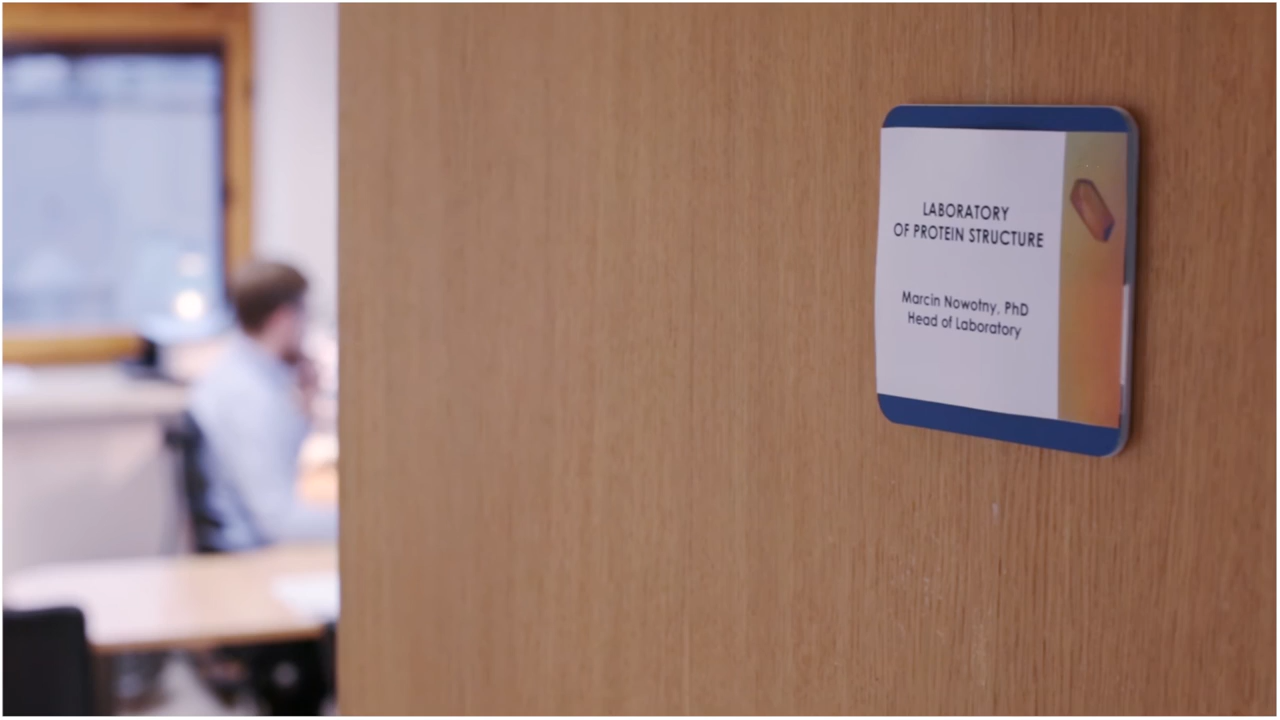 LABORATORY
OF PROTEIN STRUCTURE
Marcin Nowotny, PhD
Head of Laboratory